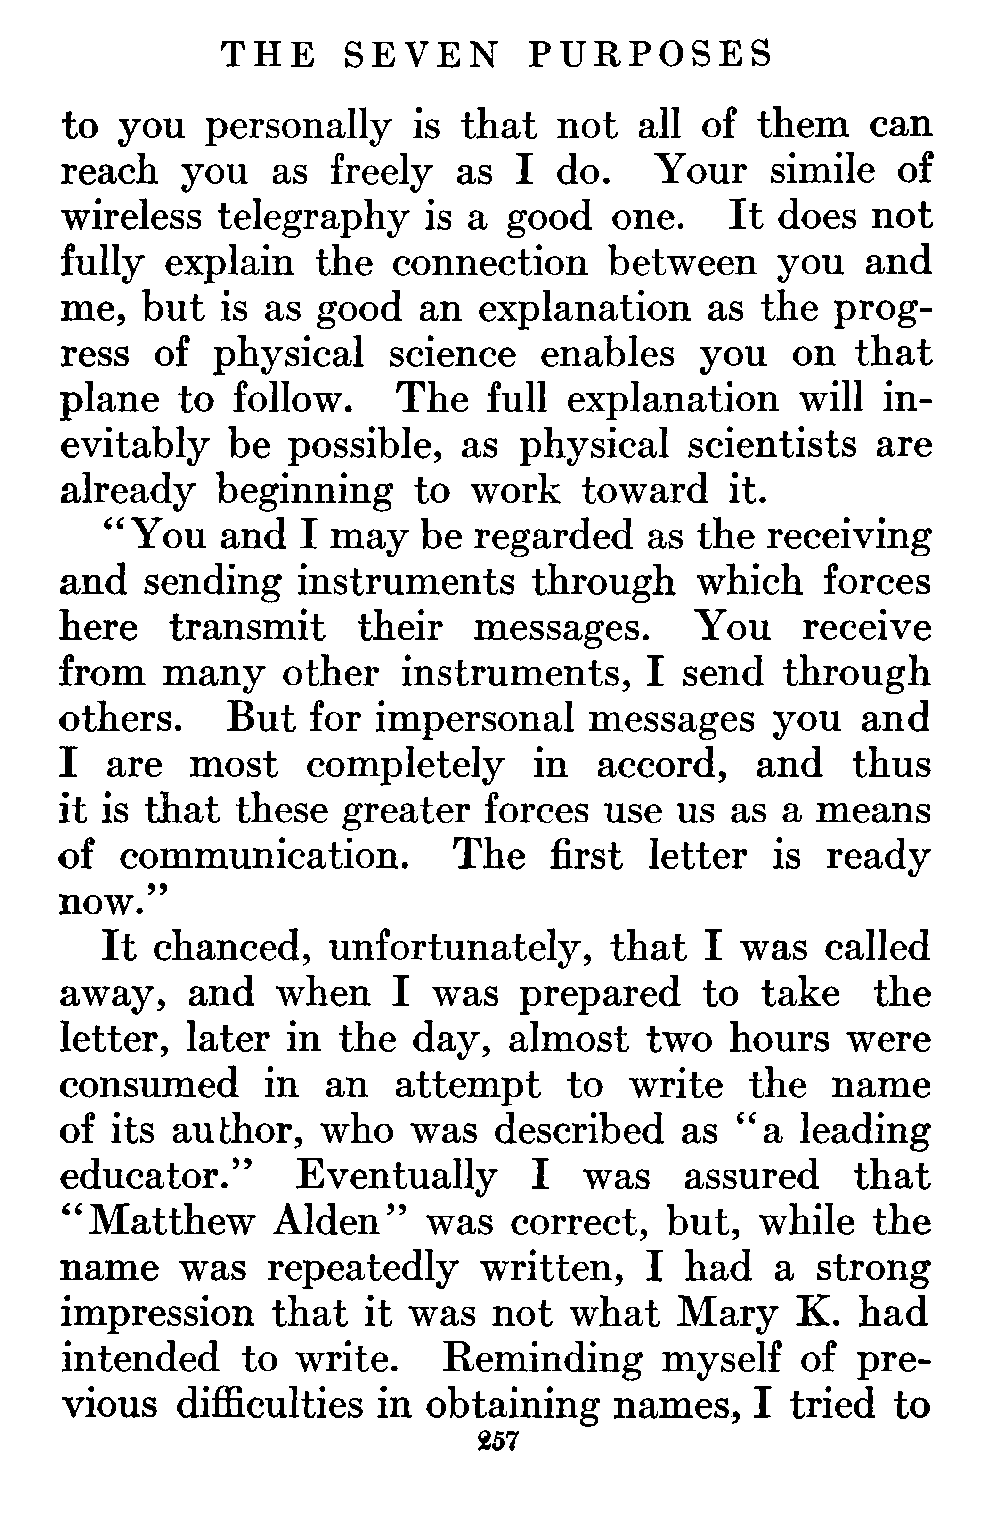 THE SEVEN PURPOSES
to you personally is that not all of them can
reach you as freely as I do. Your simile of
wireless telegraphy is a good one. It does not
fully explain the connection between you and
me, but is as good an explanation as the prog-
ress of physical science enables you on that
plane to follow. The full explanation will in-
evitably be possible, as physical scientists are
already beginning to work toward it.
“You and I may be regarded as the receiving
and sending instruments through which forces
here transmit their messages. You receive
from many other instruments, I send through
others. But for impersonal messages you and
I are most completely in accord, and thus
it is that these greater forces use us as a means
of communication. The first letter is ready
now.”
It chanced, unfortunately, that I was called
away, and when I was prepared to take the
letter, later in the day, almost two hours were
consumed in an attempt to write the name
of its author, who was described as “a leading
educator.” Eventually I was assured that
“Matthew Alden” was correct, but, while the
name was repeatedly written, I had a strong
impression that it was not what Mary K. had
intended to write. Reminding myself of pre-
vious difficulties in obtaining names, I tried to
257